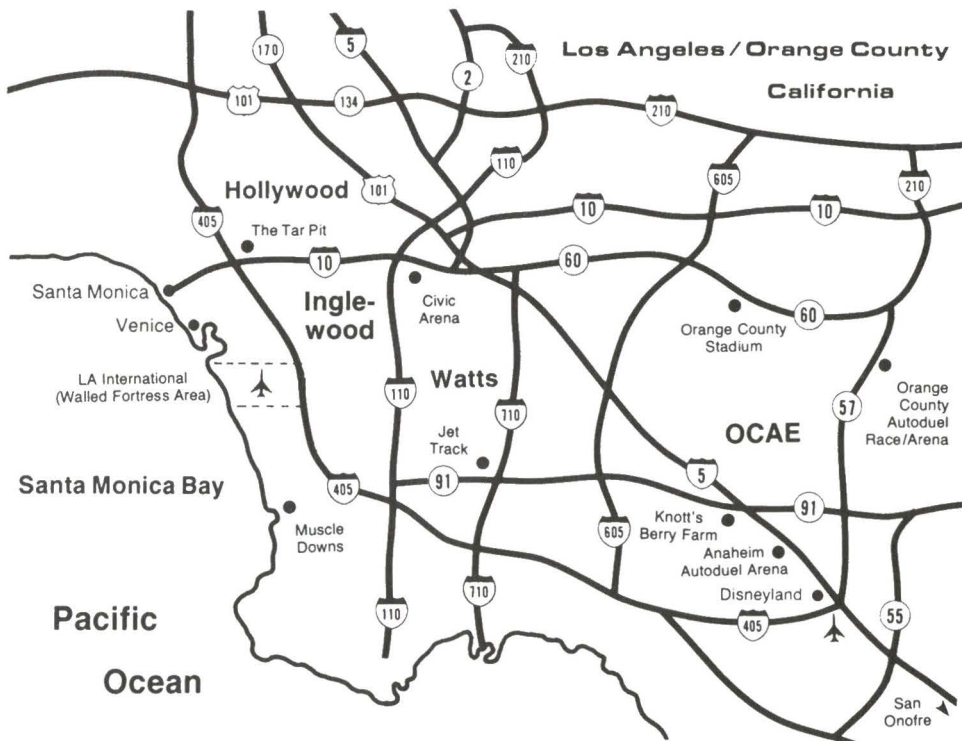 Los Angeles / Orange County
California
170
5
2
210
101
134
210
110
605
210
101
Hollywood
405
The Tar Pit
10
10
10
60
Santa Monica
Ingle-
wood
Civic
Arena
Orange County
Stadium
60
Venice
LA International
(Walled Fortress Area)
Watts
110
710
57
Orange
County
Autoduel
Race/Arena
OCAE
Jet
Track
Santa Monica Bay
405
91
5
91
Muscle
Downs
605
Knott's
Berry Farm
Anaheim
Autoduel Arena
Disneyland
710
110
405
55
Pacific
Ocean
San
Onofre